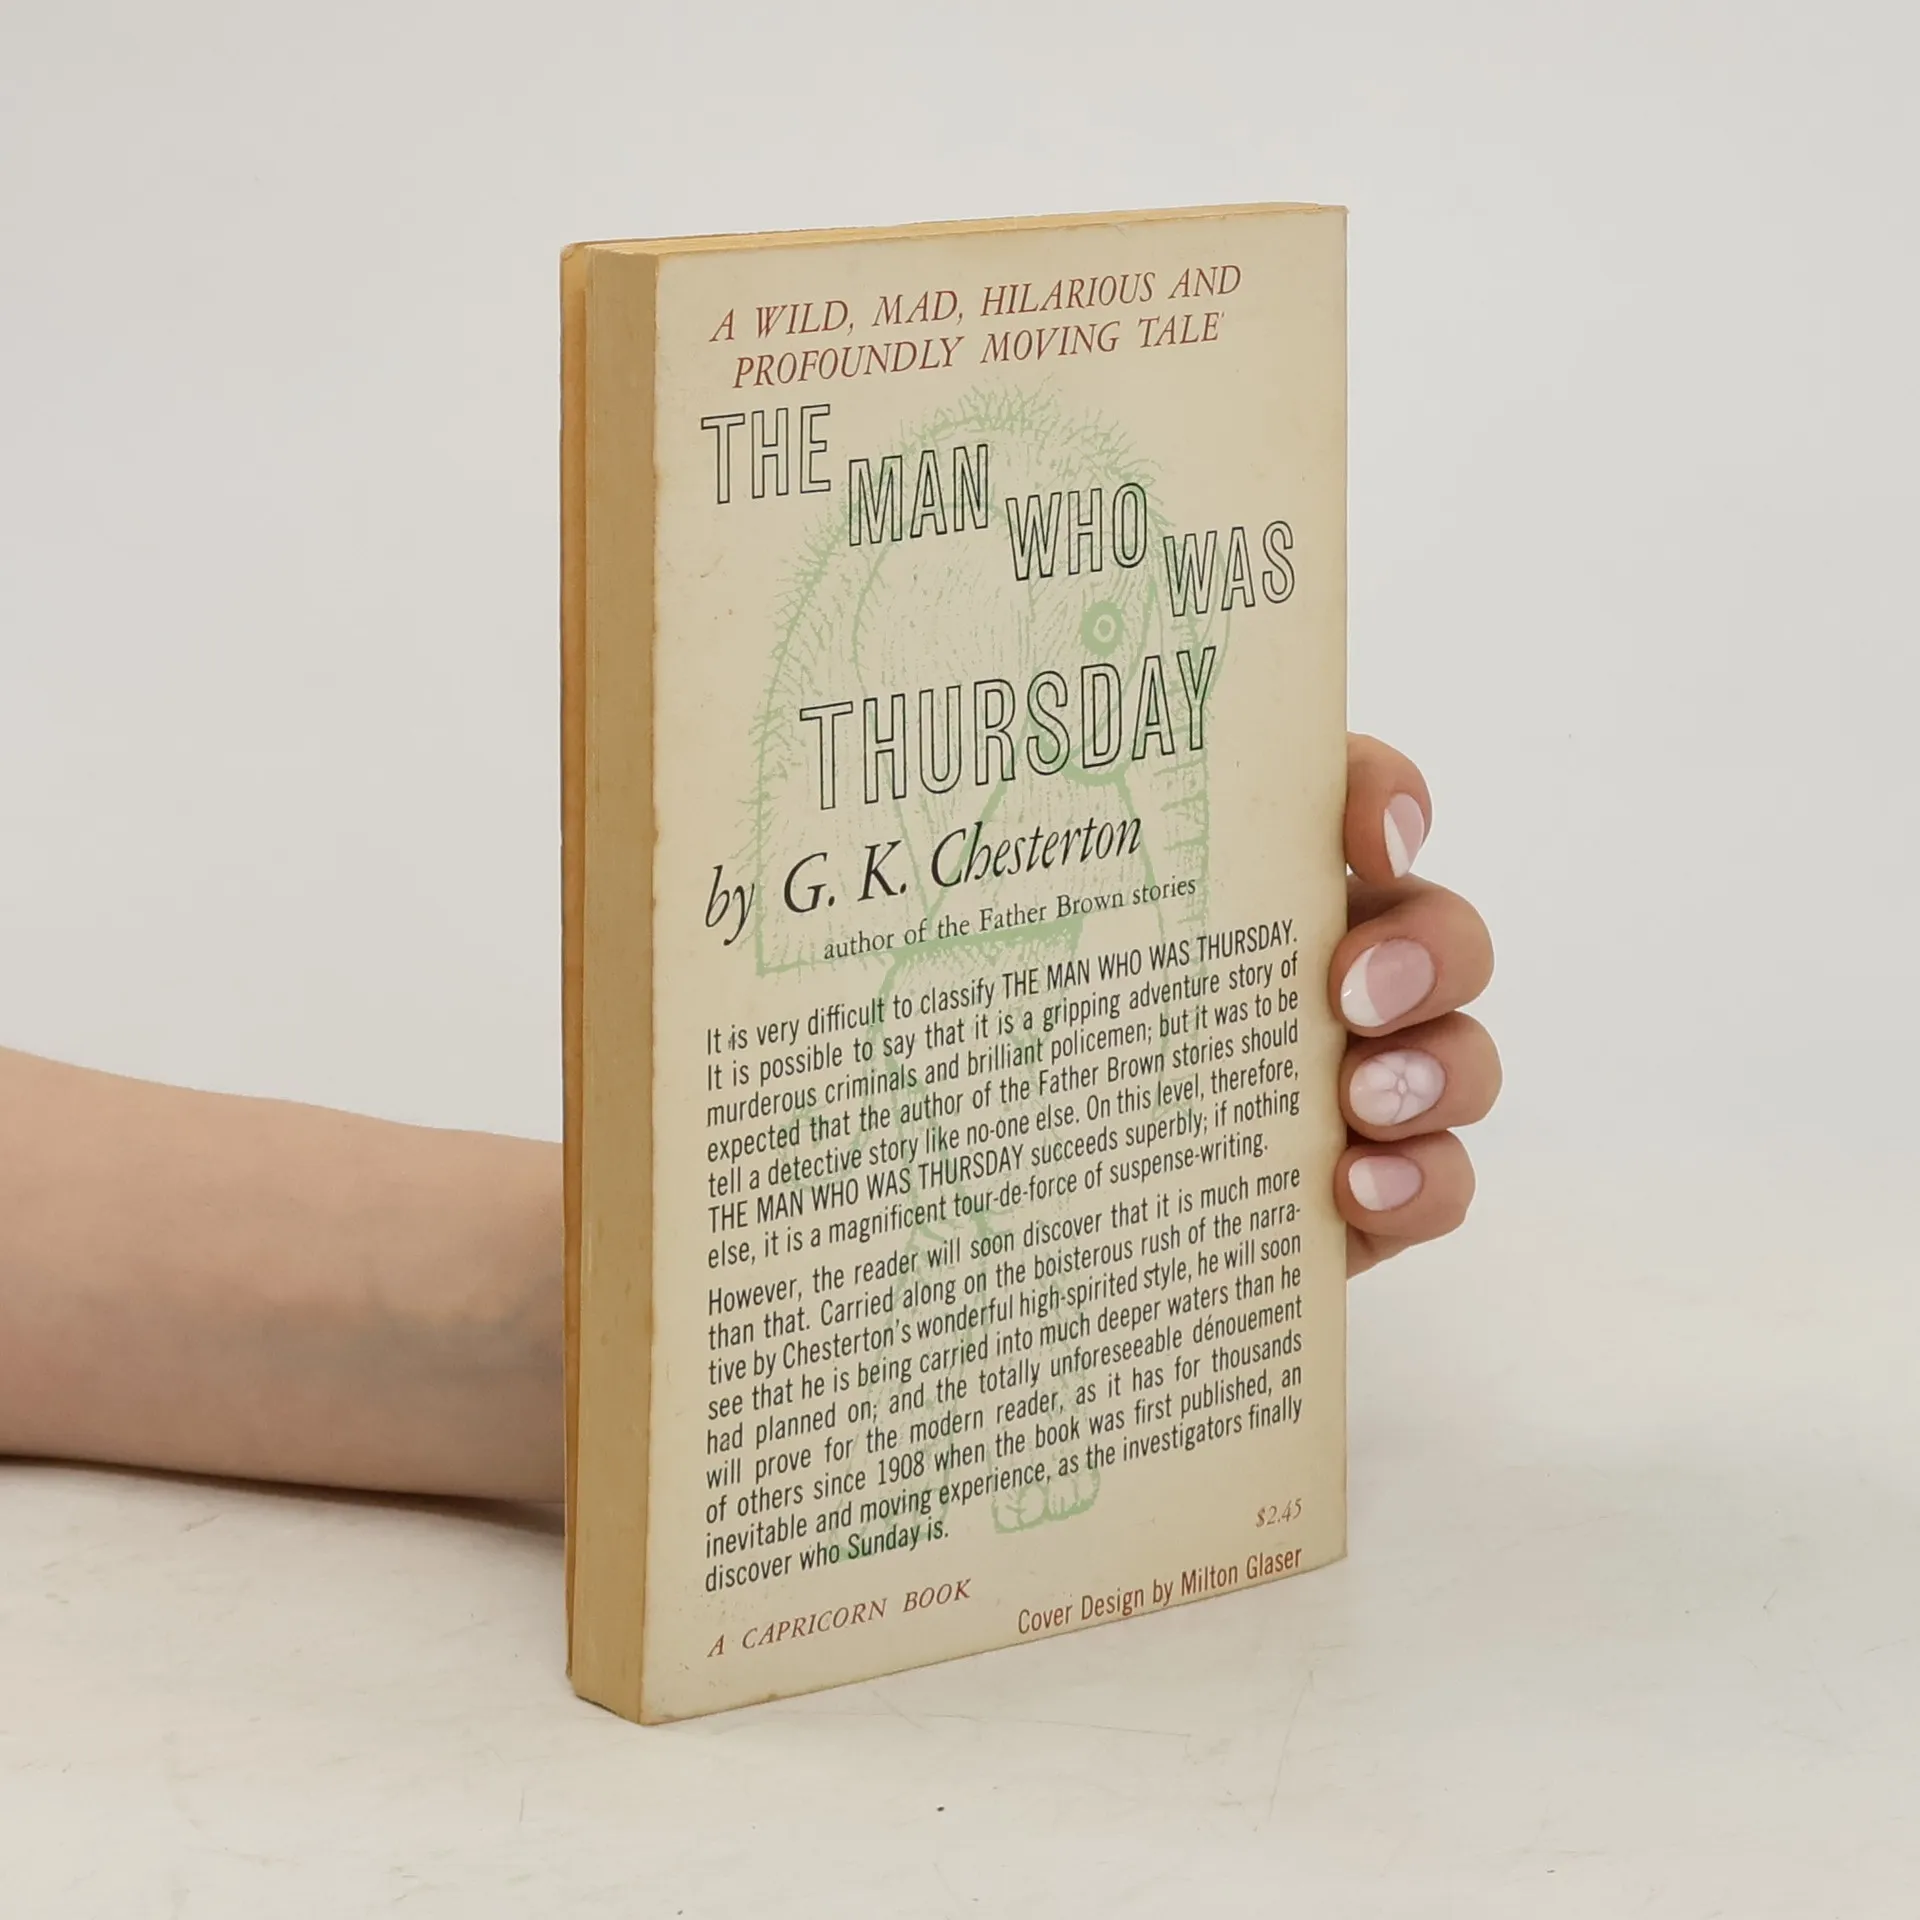 A WILD, MAD, HILARIOUS AND
PROFOUNDLY MOVING TALE
THE MAN WHO WAS
THURSDAY
by G. K. Chesterton
author of the Father Brown stories
It is very difficult to classify THE MAN WHO WAS THURSDAY.
It is possible to say that it is a gripping adventure story of
murderous criminals and brilliant policemen; but it was to be
expected that the author of the Father Brown stories should
tell a detective story like no-one else. On this level, therefore,
THE MAN WHO WAS THURSDAY succeeds superbly; if nothing
else, it is a magnificent tour-de-force of suspense-writing.
However, the reader will soon discover that it is much more
than that. Carried along on the boisterous rush of the narra-
tive by Chesterton's wonderful high-spirited style, he will soon
see that he is being carried into much deeper waters than he
had planned on; and the totally unforeseeable dénouement
will prove for the modern reader, as it has for thousands
of others since 1908 when the book was first published, an
inevitable and moving experience, as the investigators finally
discover who Sunday is.
$2.45
A CAPRICORN BOOK
Cover Design by Milton Glaser